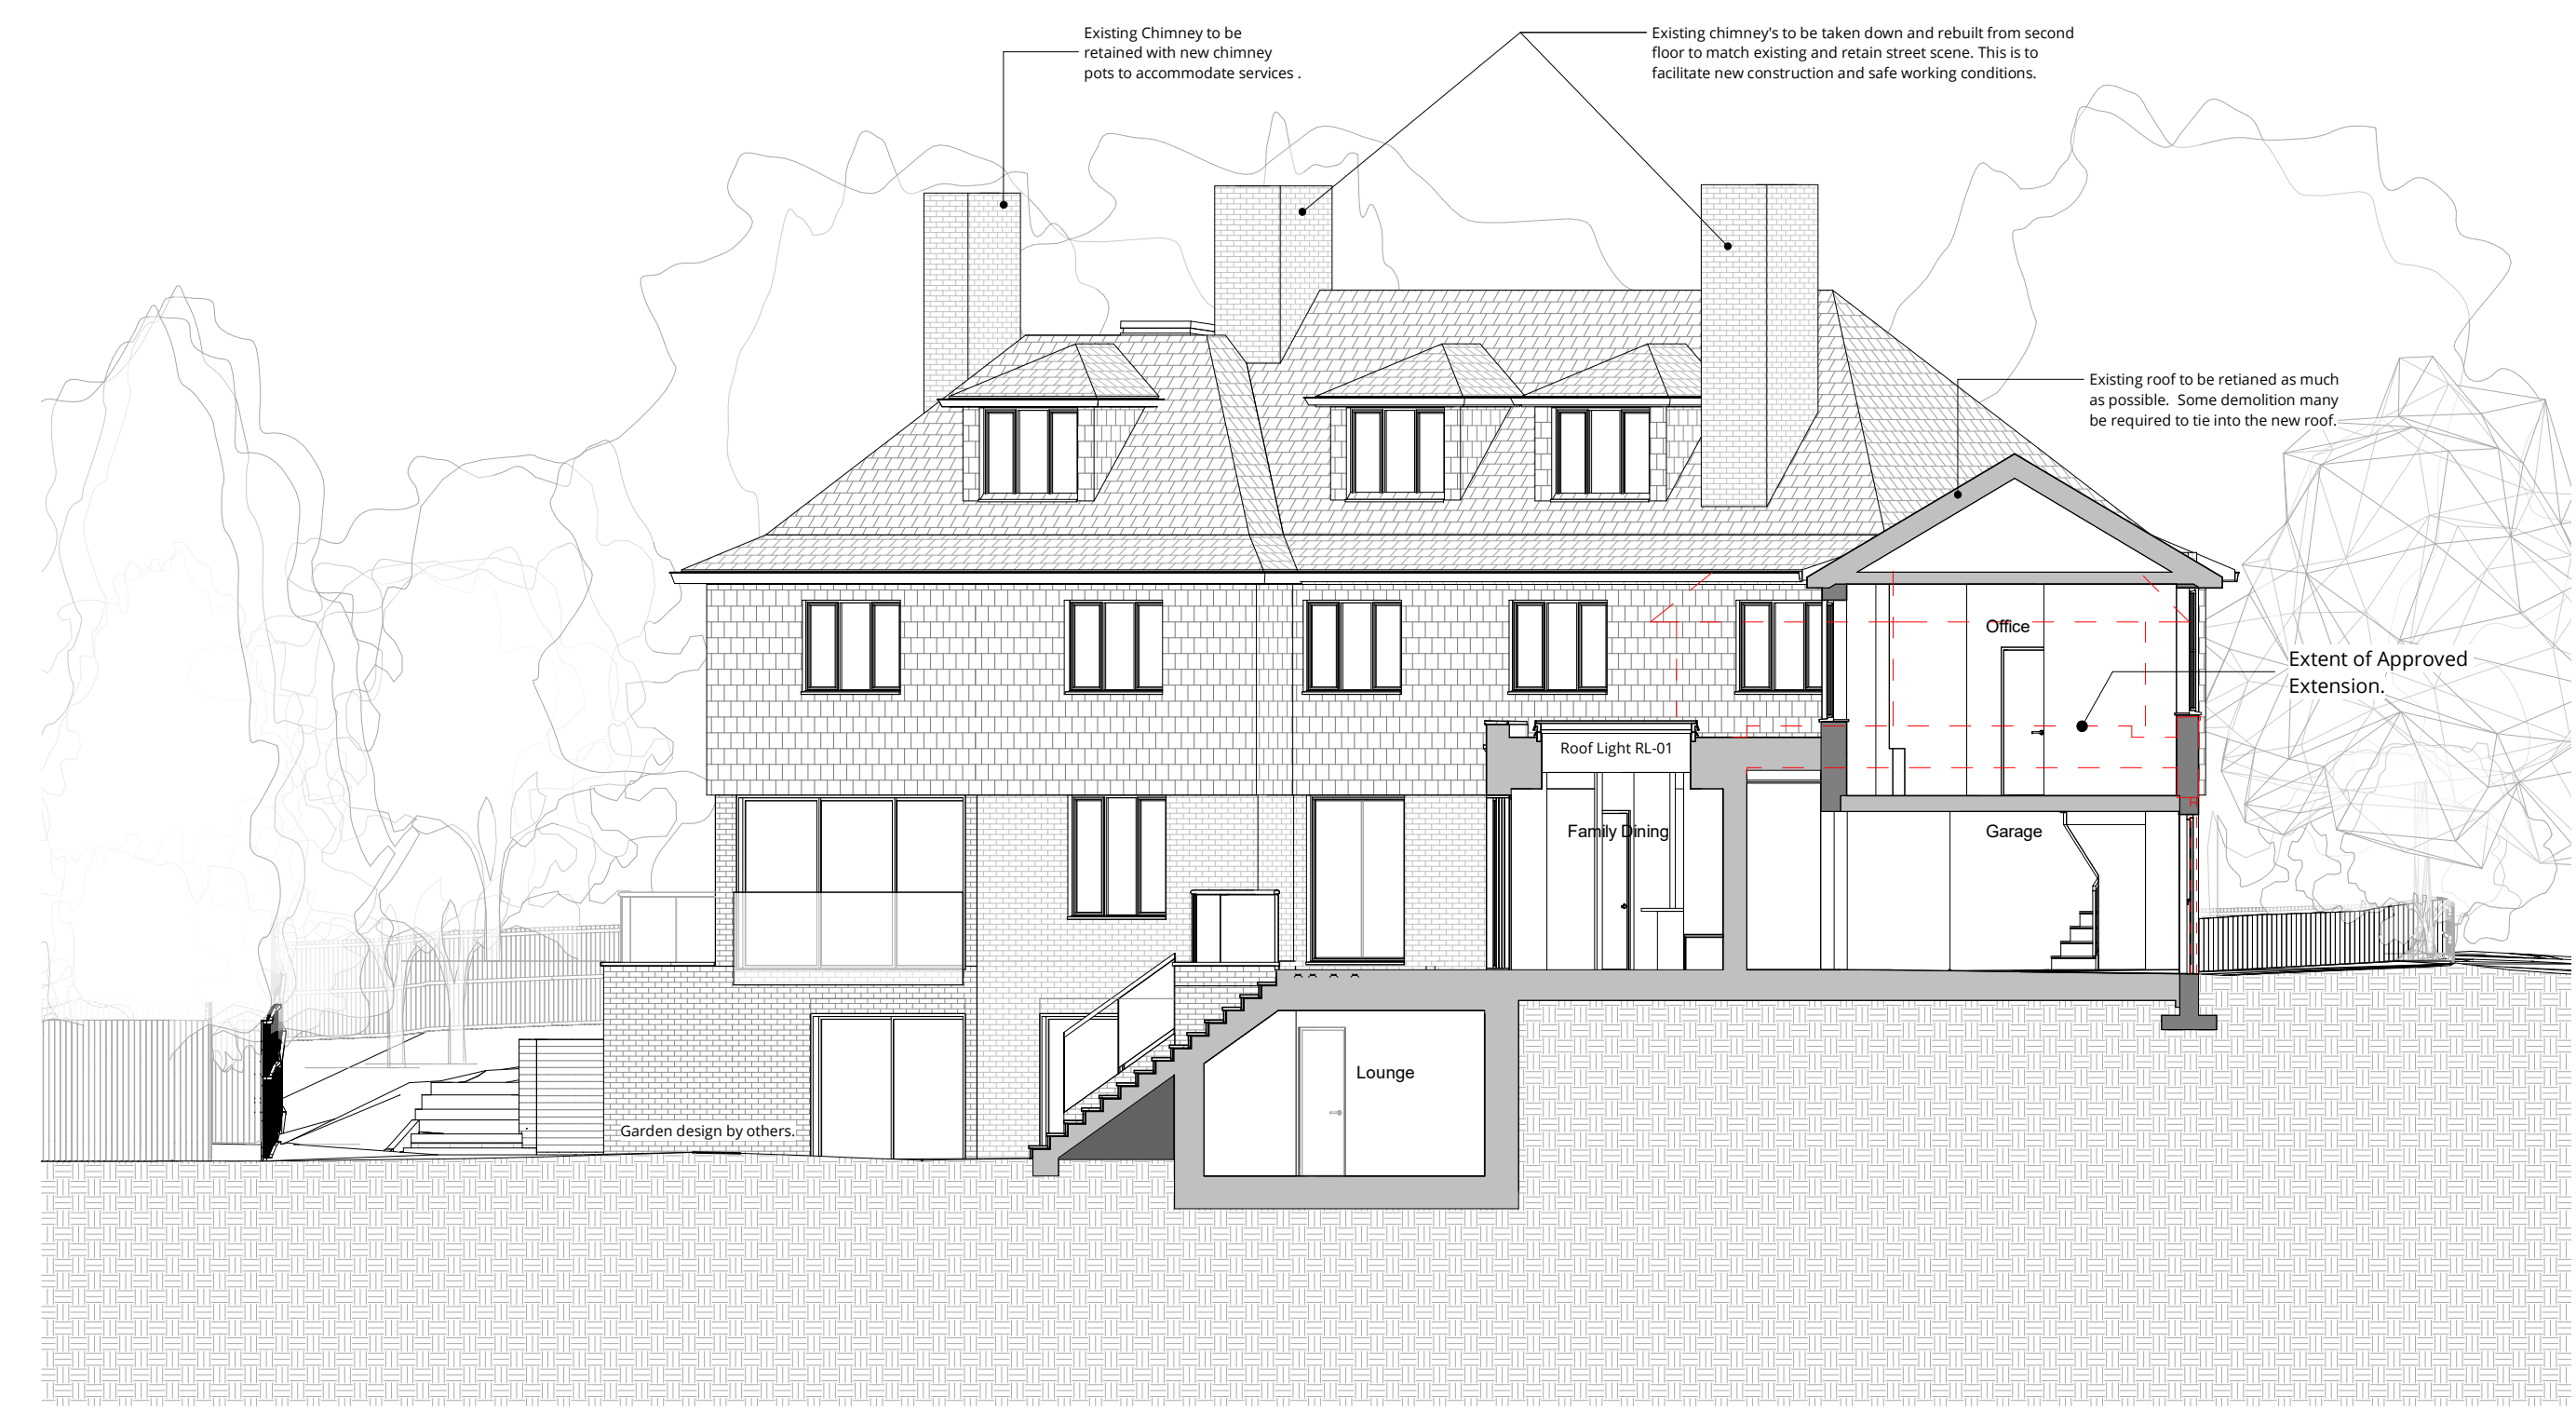 Existing Chimney to be
retained with new chimney
pots to accommodate services .
Existing chimney's to be taken down and rebuilt from second
floor to match existing and retain street scene. This is to
facilitate new construction and safe working conditions.
Existing roof to be retianed as much
as possible. Some demolition many
be required to tie into the new roof.
Office
Extent of Approved
Extension.
Roof Light RL-01
Family Dining
Garage
Lounge
Garden design by others.